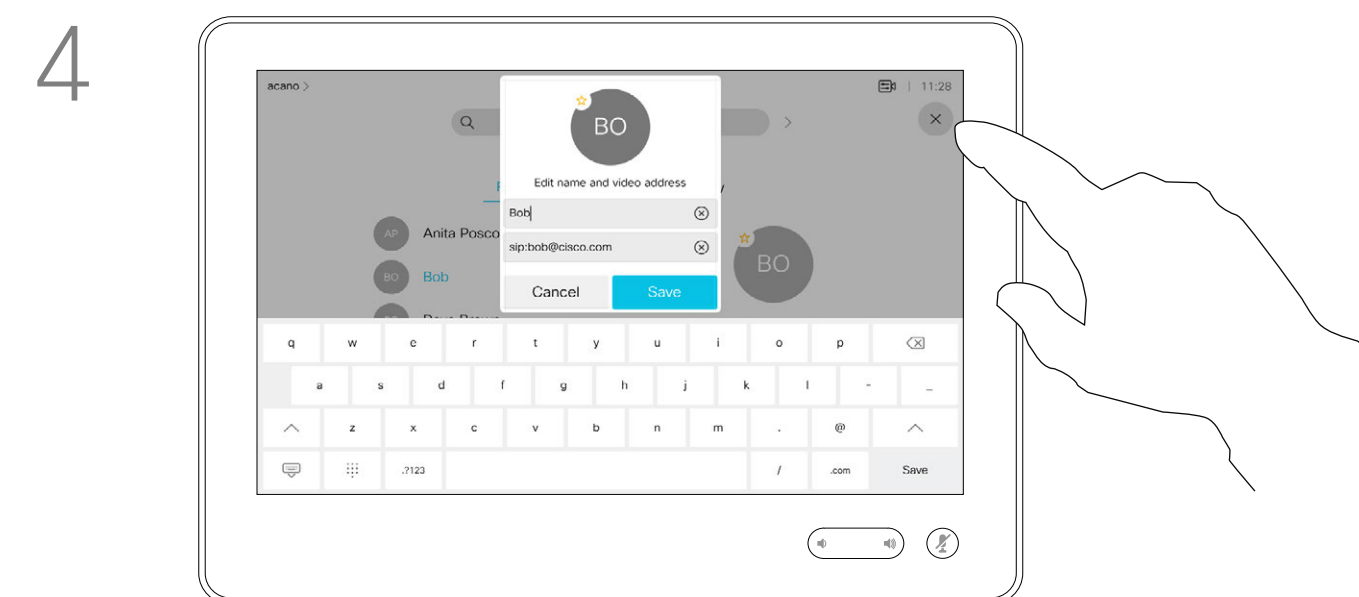 4
acano >
11:28
BO
Edit name and video address
Bob
sip:bob@cisco.com
Cancel
Save
AP
Anita Posco
BO
Bob
BO
q w e r t y u i o p
a s d f g h j k l - _
z x c v b n m . @
.?123 / .com Save